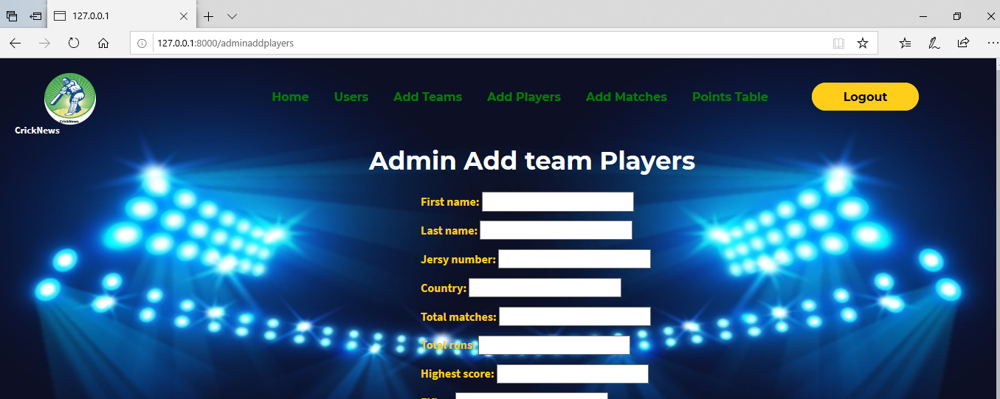 127.0.0.1
127.0.0.1:8000/adminaddplayers
CrickNews
Home Users Add Teams Add Players Add Matches Points Table Logout
CrickNews
Admin Add team Players
First name:
Last name:
Jersy number:
Country:
Total matches:
Total runs:
Highest score: